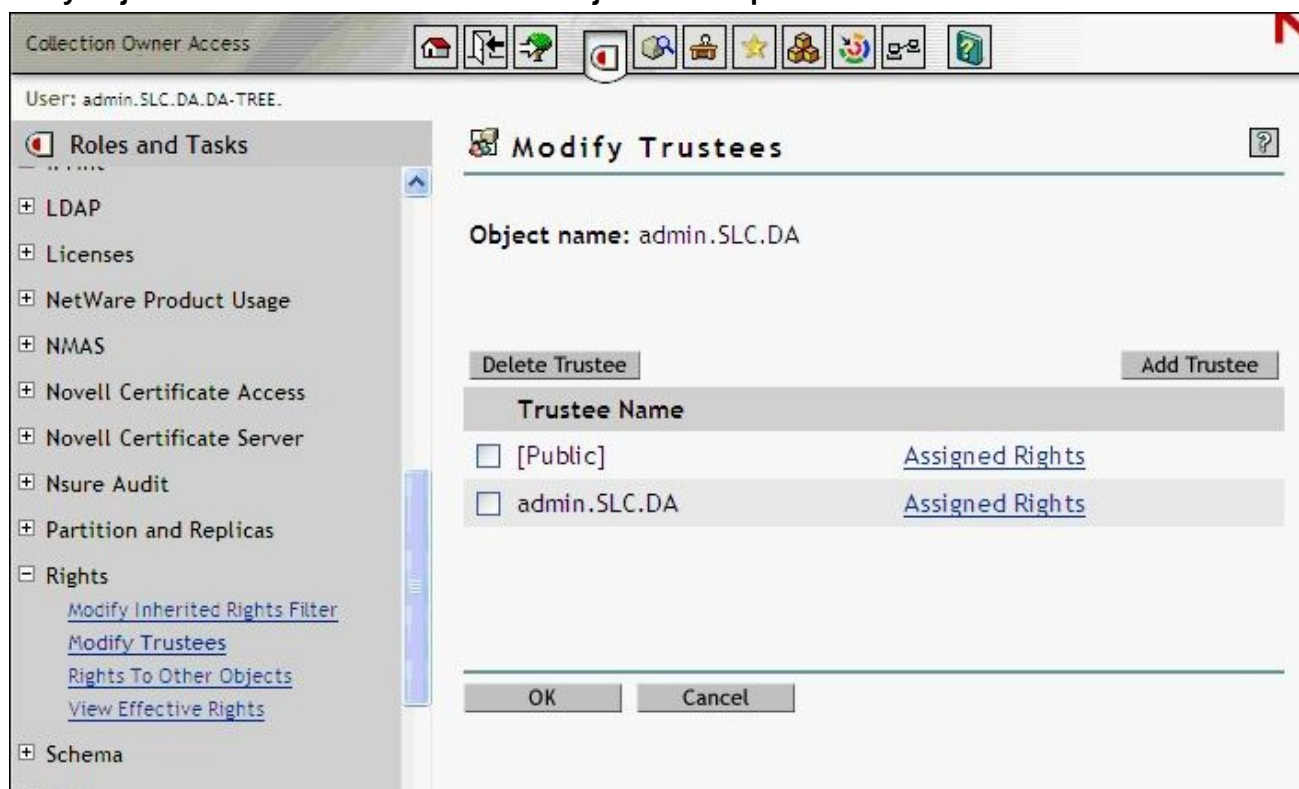 Collection Owner Access
User: admin.SLC.DA.DA-TREE.
Roles and Tasks
LDAP
Licenses
NetWare Product Usage
NMAS
Novell Certificate Access
Novell Certificate Server
Nsure Audit
Partition and Replicas
Rights
Modify Inherited Rights Filter
Modify Trustees
Rights To Other Objects
View Effective Rights
Schema
N
Modify Trustees
Object name: admin.SLC.DA
Delete Trustee Add Trustee
Trustee Name
[Public] Assigned Rights
admin.SLC.DA Assigned Rights
OK Cancel